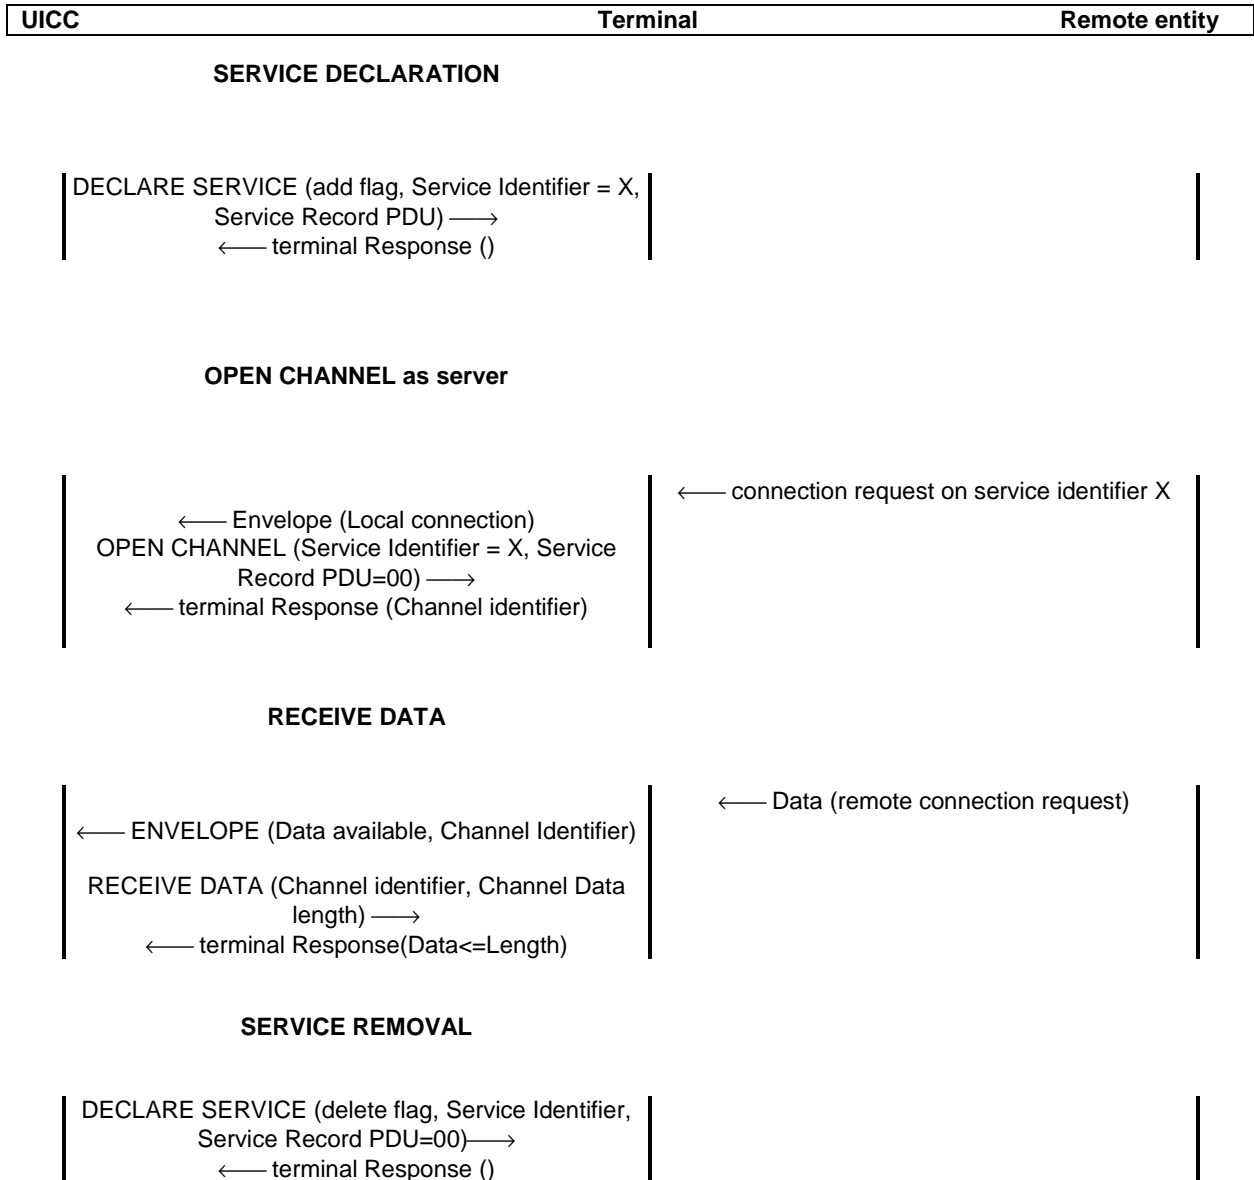 UICC Terminal Remote entity
SERVICE DECLARATION
DECLARE SERVICE (add flag, Service Identifier = X,
Service Record PDU) ⟶
⟵ terminal Response ()
OPEN CHANNEL as server
⟵ connection request on service identifier X
⟵ Envelope (Local connection)
OPEN CHANNEL (Service Identifier = X, Service
Record PDU=00) ⟶
⟵ terminal Response (Channel identifier)
RECEIVE DATA
⟵ Data (remote connection request)
⟵ ENVELOPE (Data available, Channel Identifier)
RECEIVE DATA (Channel identifier, Channel Data
length) ⟶
⟵ terminal Response(Data<=Length)
SERVICE REMOVAL
DECLARE SERVICE (delete flag, Service Identifier,
Service Record PDU=00)⟶
⟵ terminal Response ()